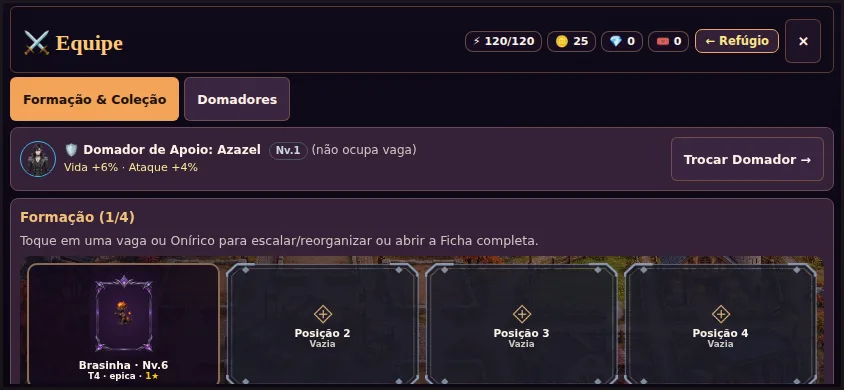 ⚔️ Equipe
⚡ 120/120 🪙 25 💎 0 🎟️ 0 ← Refúgio ✕
Formação & Coleção Domadores
🛡️ Domador de Apoio: Azazel Nv.1 (não ocupa vaga)
Vida +6% · Ataque +4%
Trocar Domador →
Formação (1/4)
Toque em uma vaga ou Onírico para escalar/reorganizar ou abrir a Ficha completa.
Brasinha · Nv.6
T4 · epica · 1★
Posição 2
Vazia
Posição 3
Vazia
Posição 4
Vazia